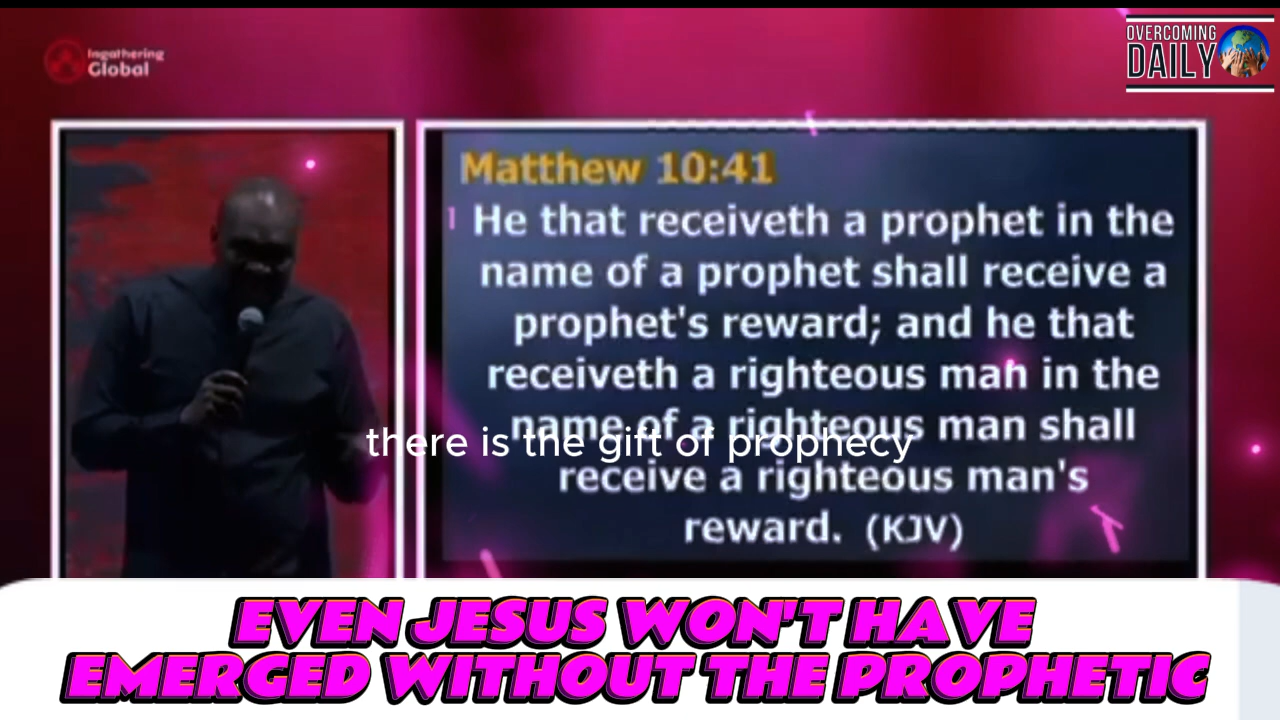 Ingathering
Global
OVERCOMING
DAILY
Matthew 10:41
1 He that receiveth a prophet in the
name of a prophet shall receive a
prophet's reward; and he that
receiveth a righteous man in the
name of a righteous man shall
there is the gift of prophecy
receive a righteous man's
reward. (KJV)
EVEN JESUS WON'T HAVE
EMERGED WITHOUT THE PROPHETIC